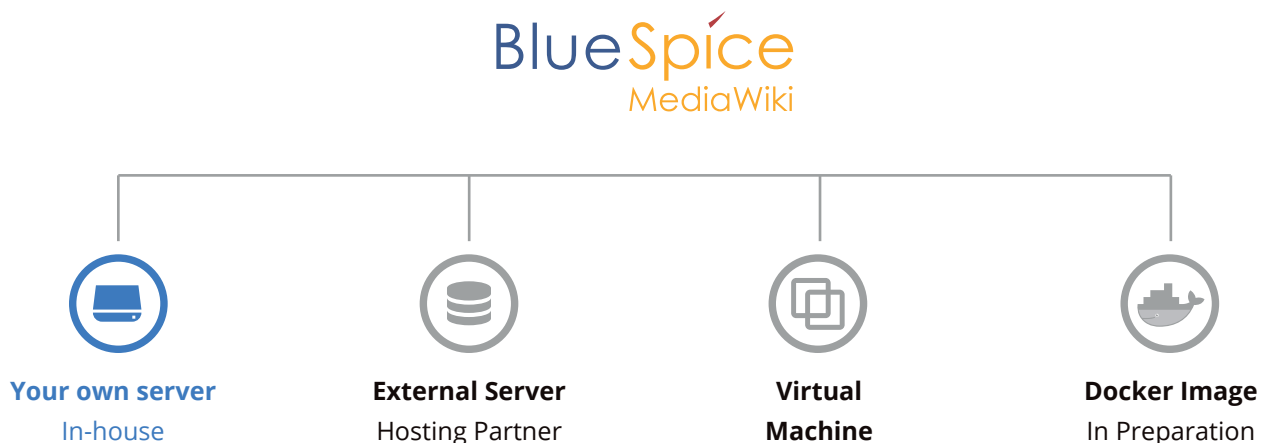 BlueSpice
MediaWiki
Your own server
In-house
External Server
Hosting Partner
Virtual
Machine
Docker Image
In Preparation